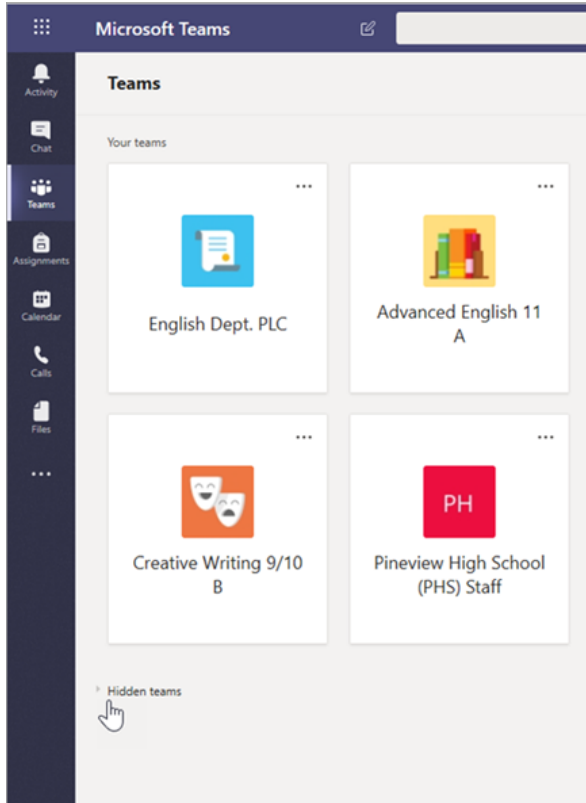 Microsoft Teams
Activity
Chat
Teams
Assignments
Calendar
Calls
Files
Teams
Your teams
English Dept. PLC
Advanced English 11
A
Creative Writing 9/10
B
PH
Pineview High School
(PHS) Staff
Hidden teams